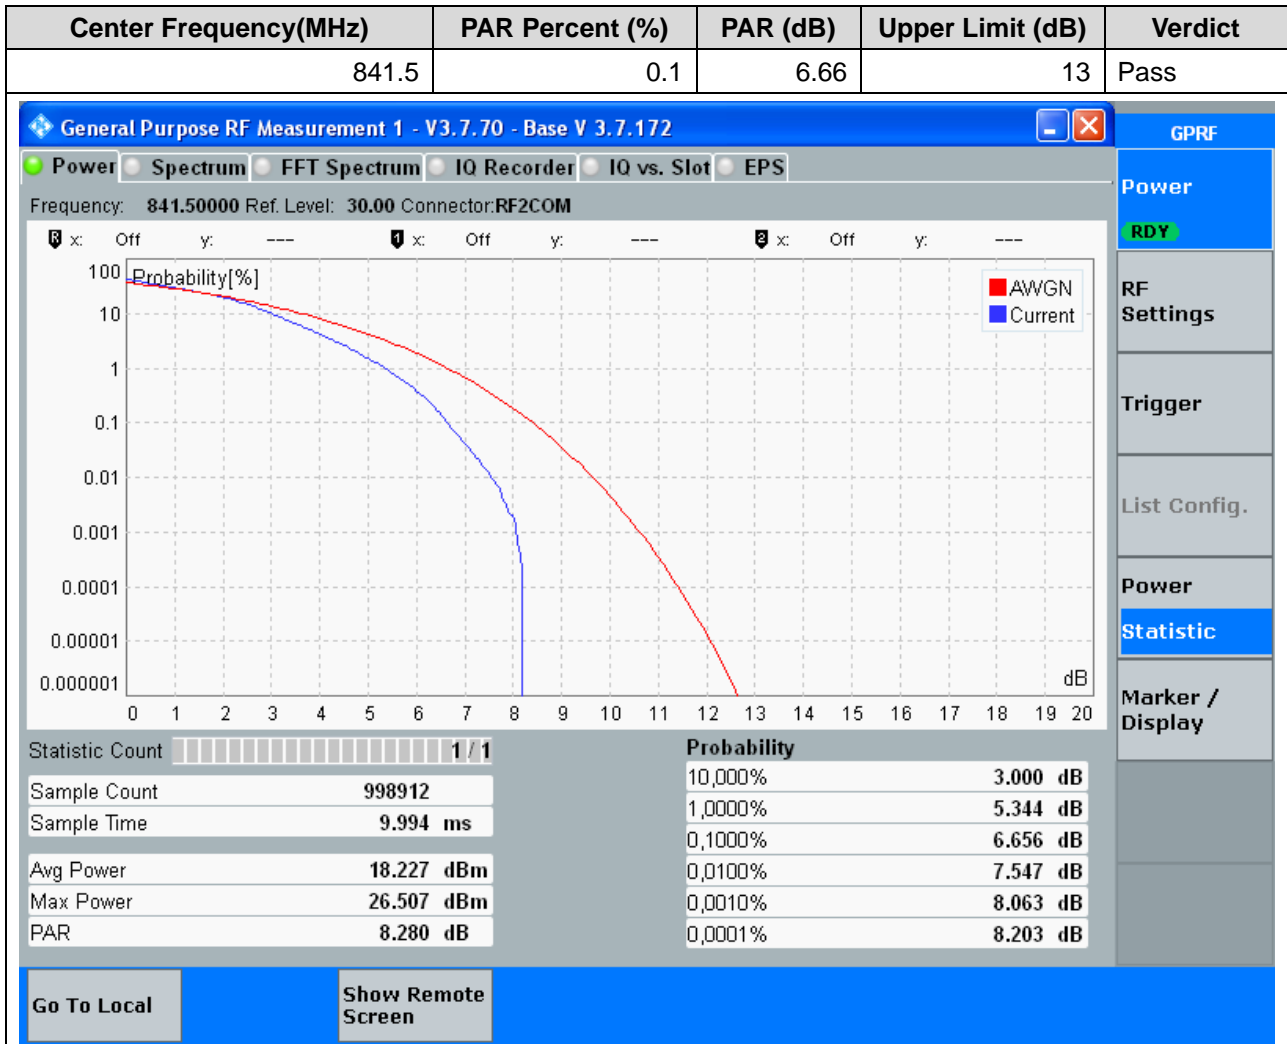 Center Frequency(MHz) PAR Percent (%) PAR (dB) Upper Limit (dB) Verdict
841.5 0.1 6.66 13 Pass
General Purpose RF Measurement 1 - V3.7.70 - Base V 3.7.172
GPRF
Power Spectrum FFT Spectrum IQ Recorder IQ vs. Slot EPS
Power
RDY
Frequency: 841.50000 Ref. Level: 30.00 Connector:RF2COM
R x: Off y: --- 1 x: Off y: --- 2 x: Off y: ---
Probability[%]
AWGN
Current
100
10
1
0.1
0.01
0.001
0.0001
0.00001
0.000001
dB
0 1 2 3 4 5 6 7 8 9 10 11 12 13 14 15 16 17 18 19 20
RF
Settings
Trigger
List Config.
Power
Statistic
Marker /
Display
Statistic Count 1 / 1
Sample Count 998912
Sample Time 9.994 ms
Avg Power 18.227 dBm
Max Power 26.507 dBm
PAR 8.280 dB
Probability
10,000% 3.000 dB
1,0000% 5.344 dB
0,1000% 6.656 dB
0,0100% 7.547 dB
0,0010% 8.063 dB
0,0001% 8.203 dB
Go To Local
Show Remote
Screen